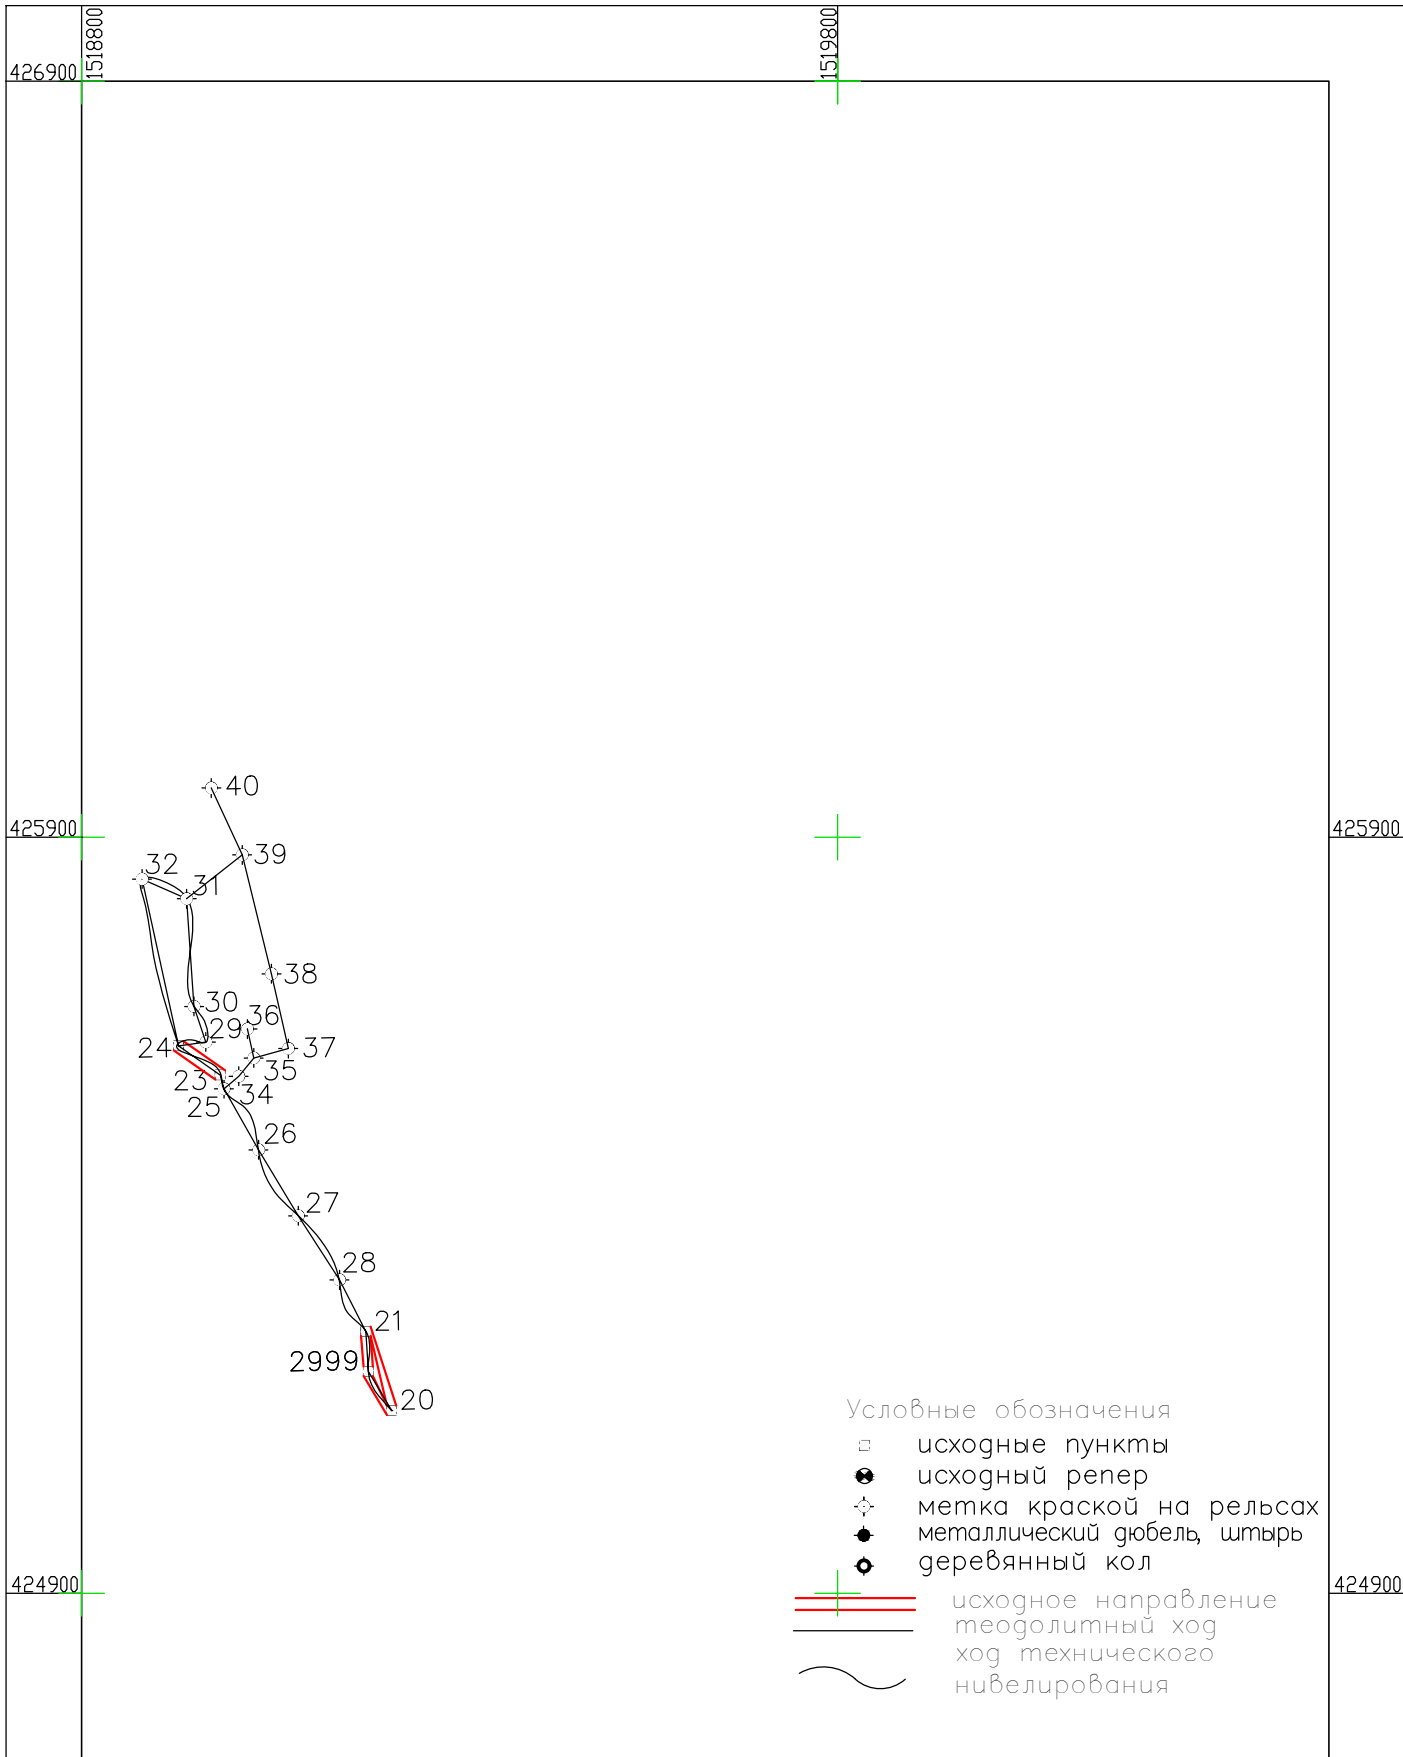 1518800
1519800
426900
40
425900
425900
39
32
31
38
30
36
29
24
37
35
23
34
25
26
27
28
21
2999
20
Условные обозначения
исходные пункты
исходный репер
метка краской на рельсах
металлический дюбель, штырь
деревянный кол
424900
424900
исходное направление
теодолитный ход
ход технического
нивелирования